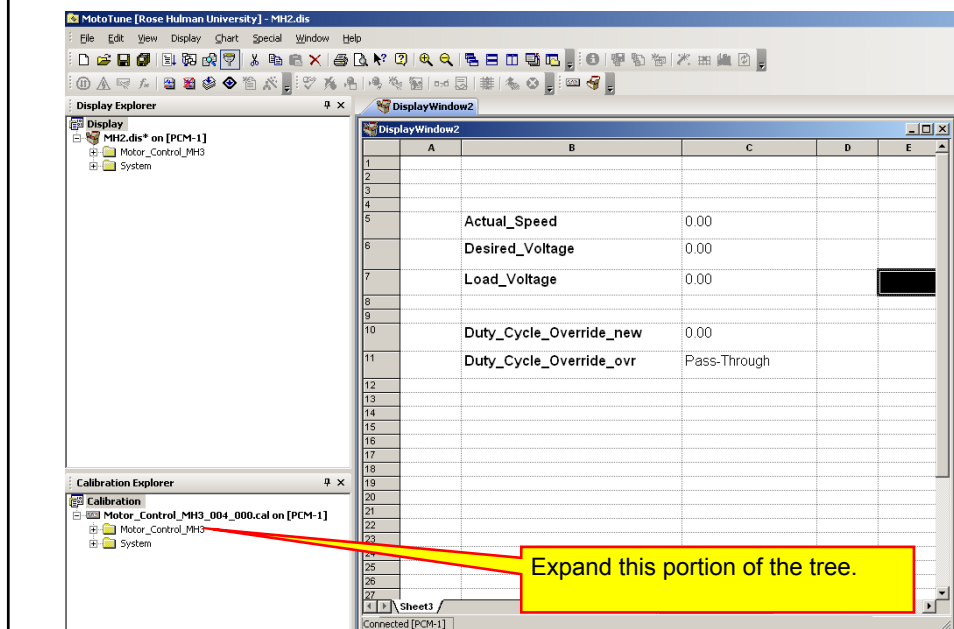 MotoTune [Rose Hulman University] - MH2.dis
File Edit View Display Chart Special Window Help
Display Explorer
Display
MH2.dis* on [PCM-1]
Motor_Control_MH3
System
DisplayWindow2
DisplayWindow2
A B C D E
1
2
3
4
5 Actual_Speed 0.00
6 Desired_Voltage 0.00
7 Load_Voltage 0.00
8
9
10 Duty_Cycle_Override_new 0.00
11 Duty_Cycle_Override_ovr Pass-Through
12
13
14
15
16
17
18
19
20
21
22
23
24
25
26
27
Sheet3
Connected [PCM-1]
Calibration Explorer
Calibration
Motor_Control_MH3_004_000.cal on [PCM-1]
Motor_Control_MH3
System
Expand this portion of the tree.